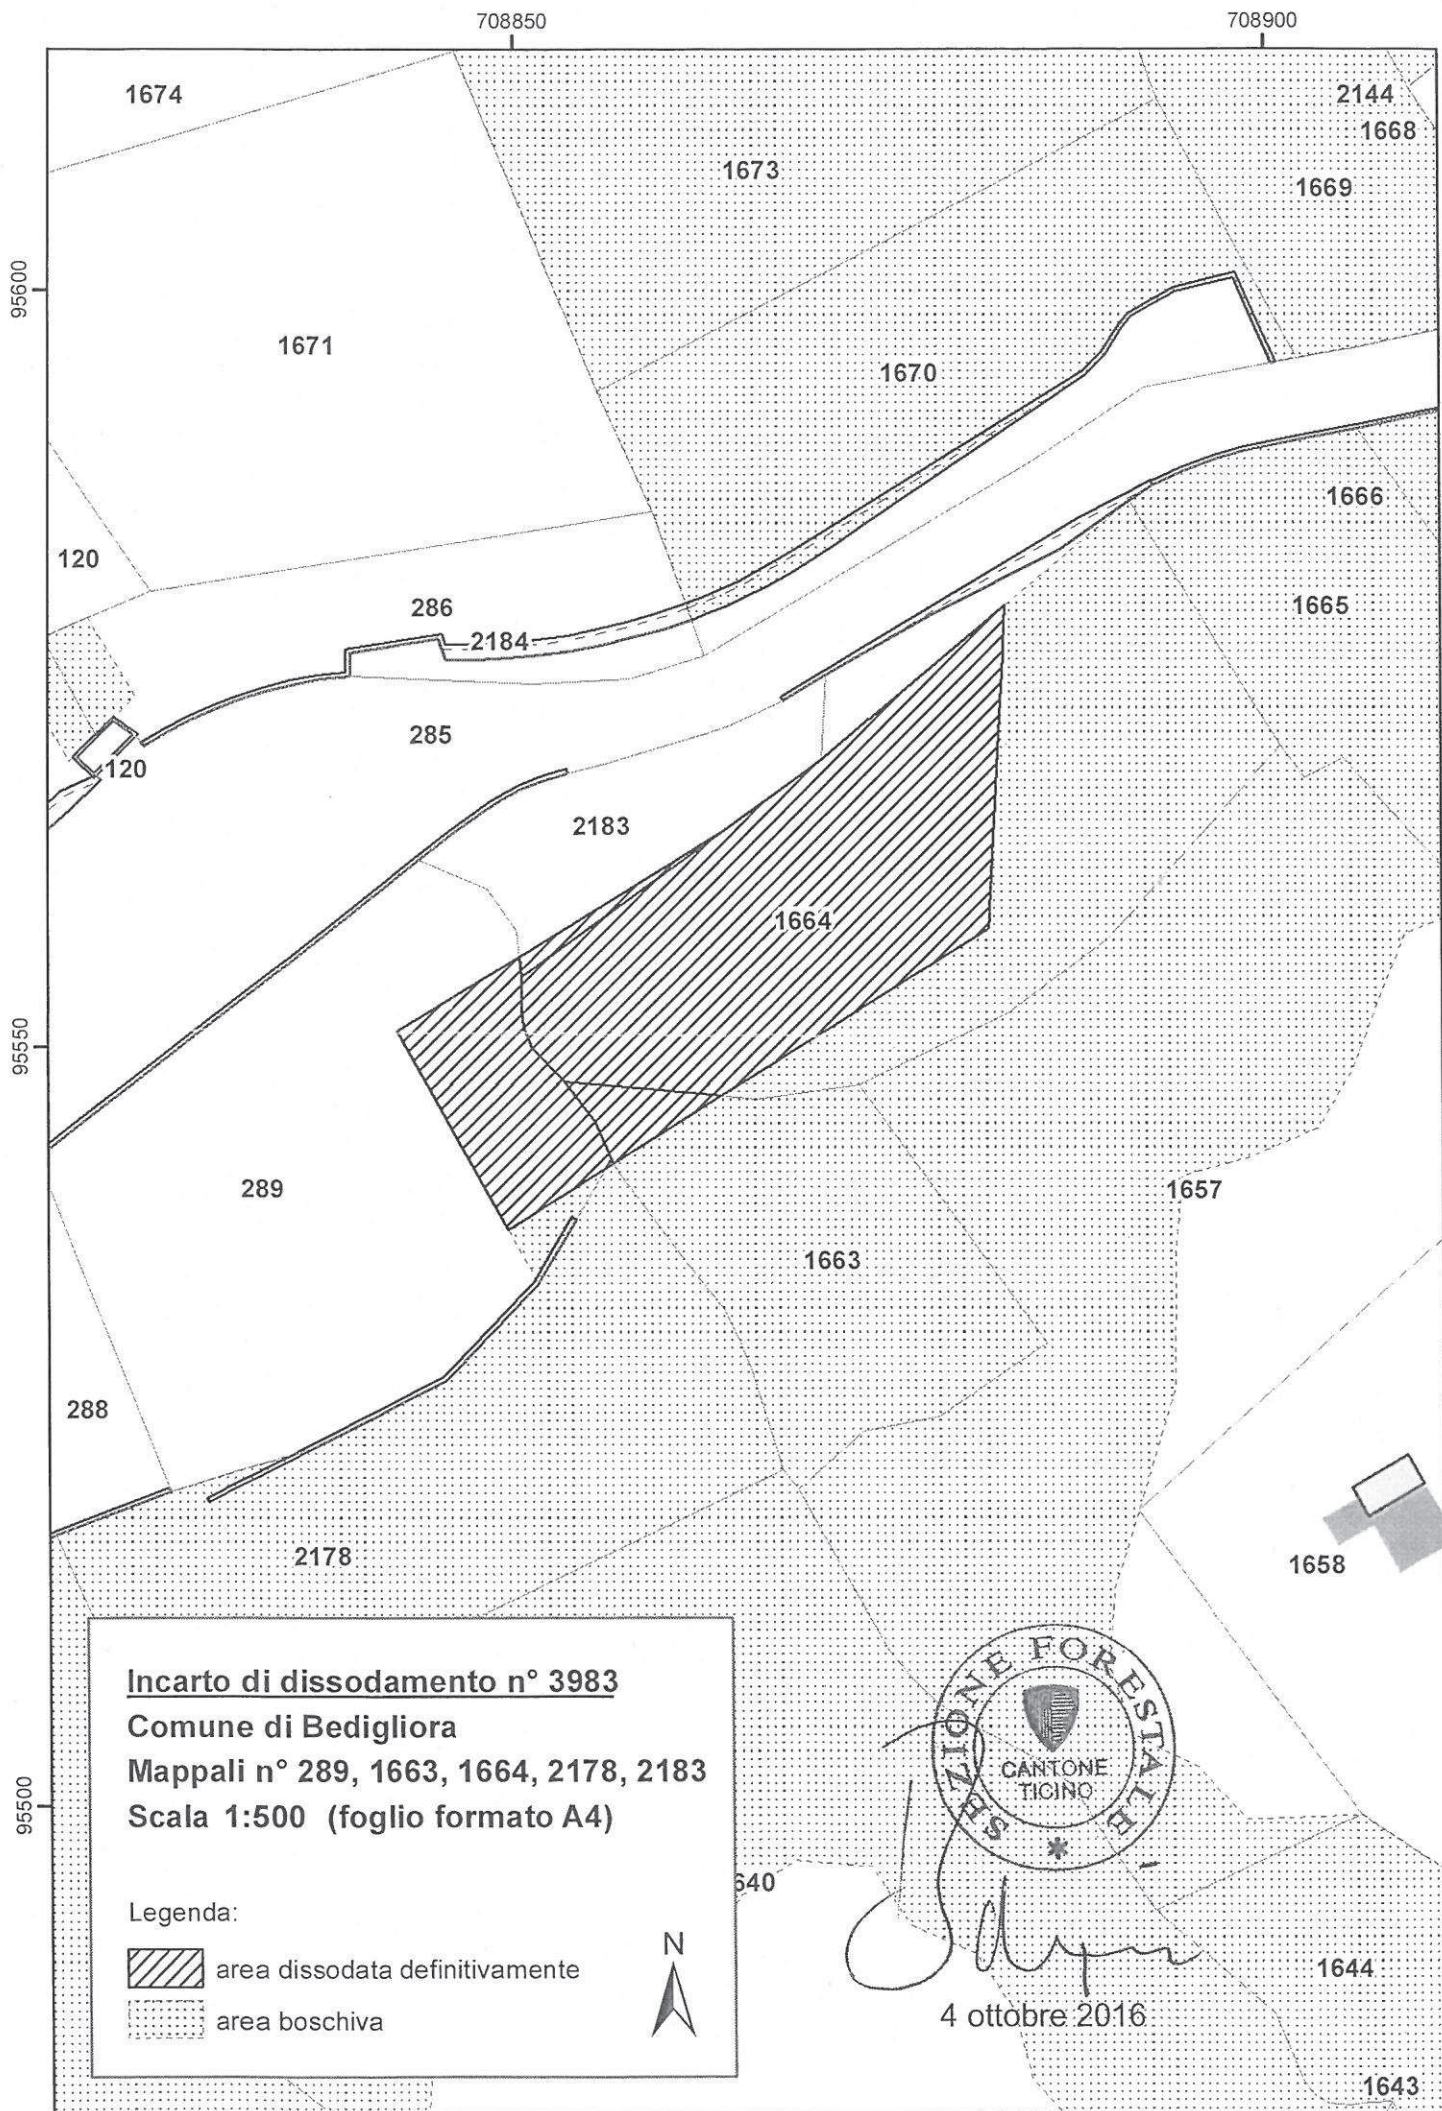 708850
708900
1674
2144
1668
1673
1669
95600
1671
1670
1666
120
286
1665
2184
285
120
2183
1664
95550
289
1657
1663
288
2178
1658
Incarto di dissodamento n° 3983
Comune di Bedigliora
Mappali n° 289, 1663, 1664, 2178, 2183
Scala 1:500 (foglio formato A4)
SEZIONE FORESTALE
CANTONE
TICINO
95500
640
Legenda:
N
area dissodata definitivamente
1644
area boschiva
4 ottobre 2016
1643